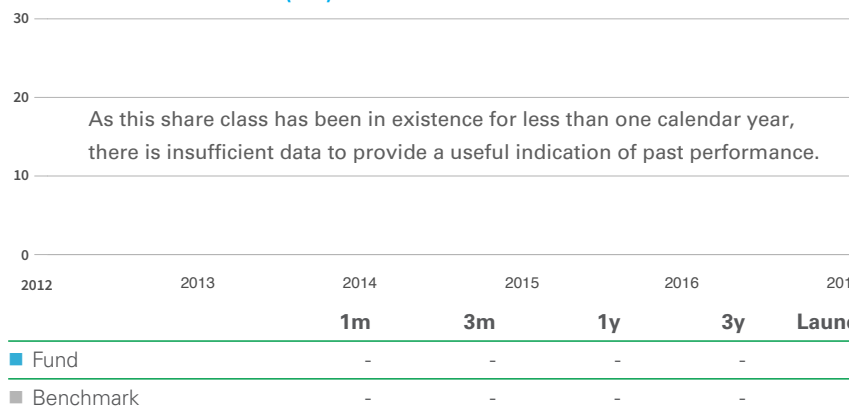 30
20
As this share class has been in existence for less than one calendar year,
there is insufficient data to provide a useful indication of past performance.
10
0
2012 2013 2014 2015 2016 201
1m 3m 1y 3y Laun
Fund - - - -
Benchmark - - - -